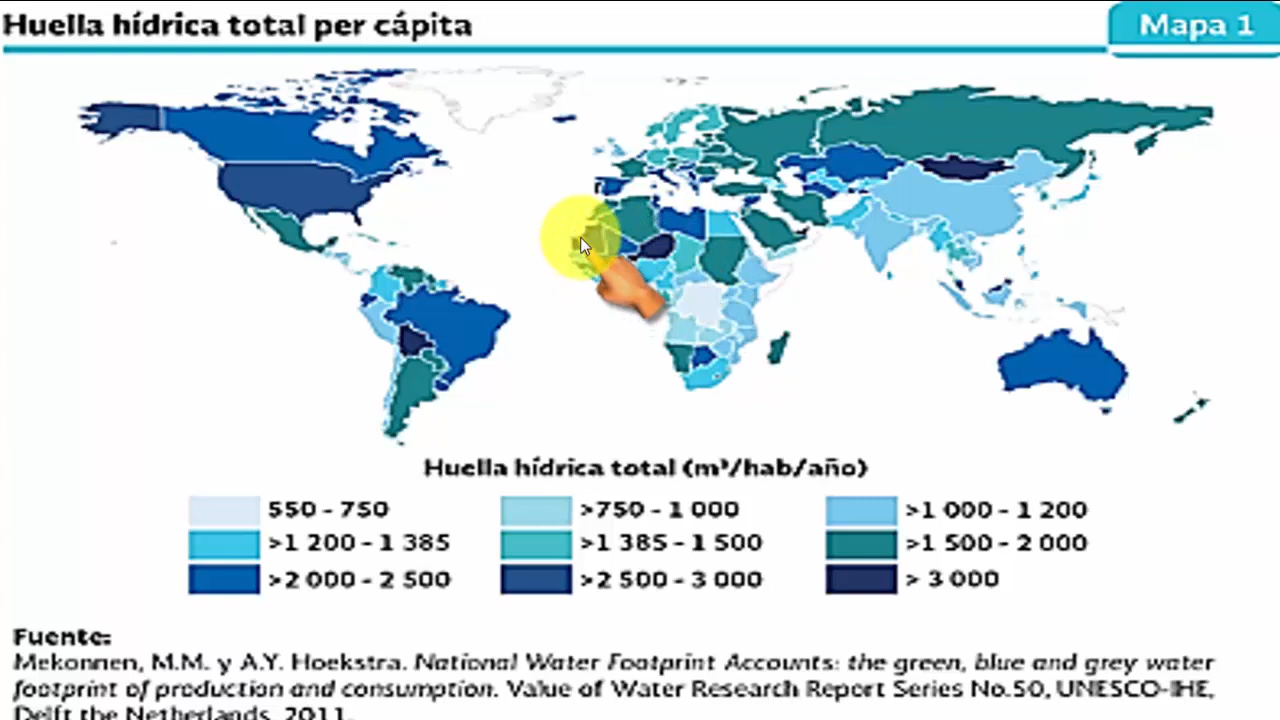 Huella hídrica total per cápita
Mapa 1
Huella hídrica total (m³/hab/año)
550 - 750
>750 - 1 000
>1 000 - 1 200
>1 200 - 1 385
>1 385 - 1 500
>1 500 - 2 000
>2 000 - 2 500
>2 500 - 3 000
> 3 000
Fuente:
Mekonnen, M.M. y A.Y. Hoekstra. National Water Footprint Accounts: the green, blue and grey water
footprint of production and consumption. Value of Water Research Report Series No.50, UNESCO-IHE,
Delft the Netherlands, 2011.